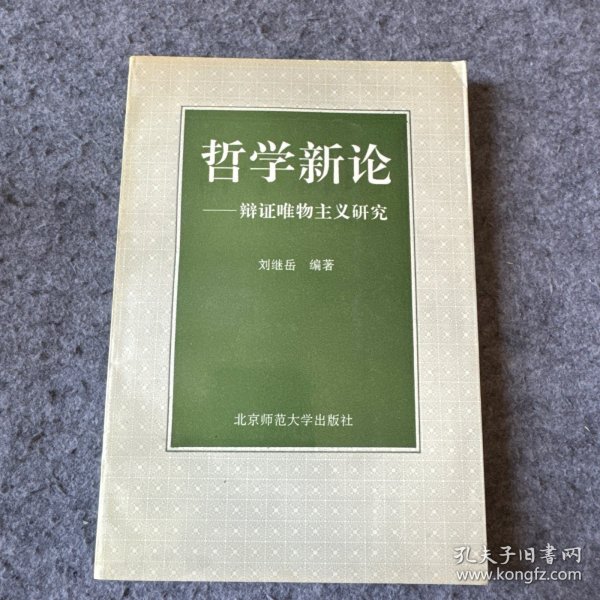 哲学新论
——辩证唯物主义研究
刘继岳 编著
北京师范大学出版社
孔夫子旧書网
www.kongfz.com